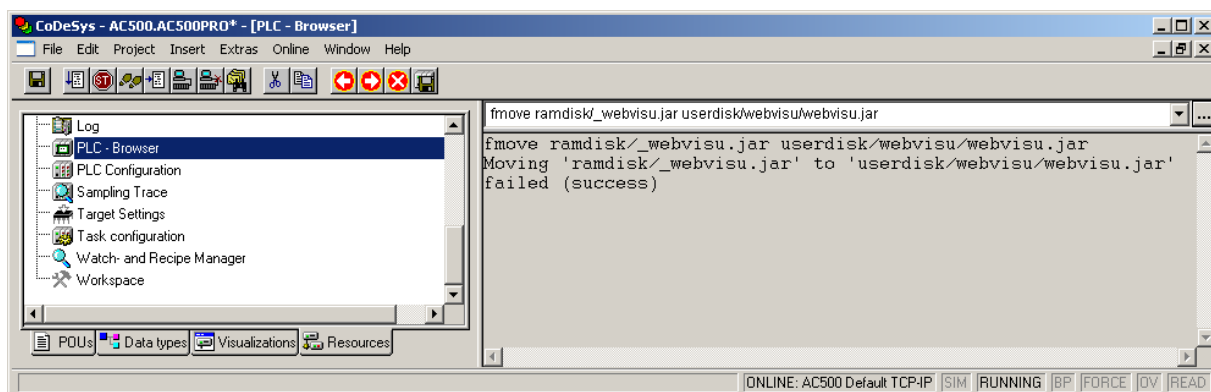 CoDeSys - AC500.AC500PRO* - [PLC - Browser]
File Edit Project Insert Extras Online Window Help
Log
PLC - Browser
PLC Configuration
Sampling Trace
Target Settings
Task configuration
Watch- and Recipe Manager
Workspace
POUs Data types Visualizations Resources
fmove ramdisk/_webvisu.jar userdisk/webvisu/webvisu.jar
...
fmove ramdisk/_webvisu.jar userdisk/webvisu/webvisu.jar
Moving 'ramdisk/_webvisu.jar' to 'userdisk/webvisu/webvisu.jar'
failed (success)
ONLINE: AC500 Default TCP-IP SIM RUNNING BP FORCE OV READ